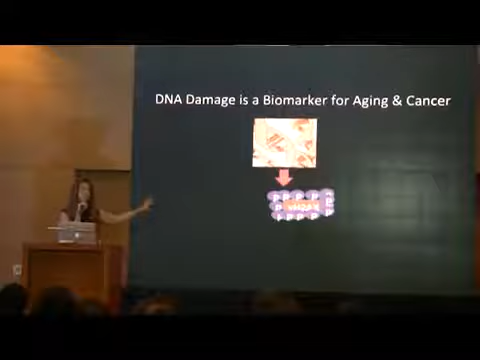 DNA Damage is a Biomarker for Aging & Cancer
P P P P P
P
P P P P